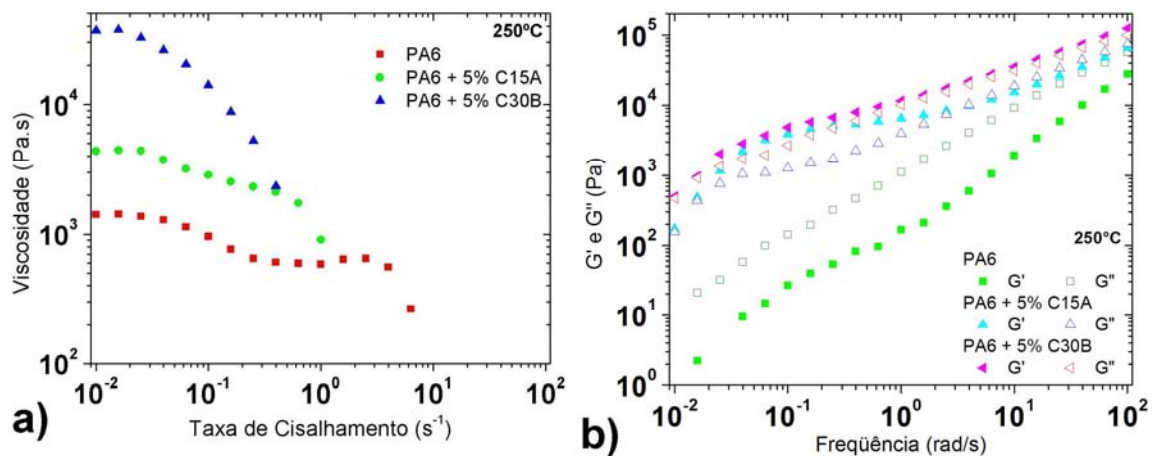 a)
250°C
PA6
PA6 + 5% C15A
PA6 + 5% C30B
Viscosidade (Pa.s)
10^4
10^3
10^2
10^-2 10^-1 10^0 10^1 10^2
Taxa de Cisalhamento (s^-1)
b)
G' e G" (Pa)
10^5
10^4
10^3
10^2
10^1
10^0
250°C
PA6
G' G"
PA6 + 5% C15A
G' G"
PA6 + 5% C30B
G' G"
10^-2 10^-1 10^0 10^1 10^2
Freqüência (rad/s)